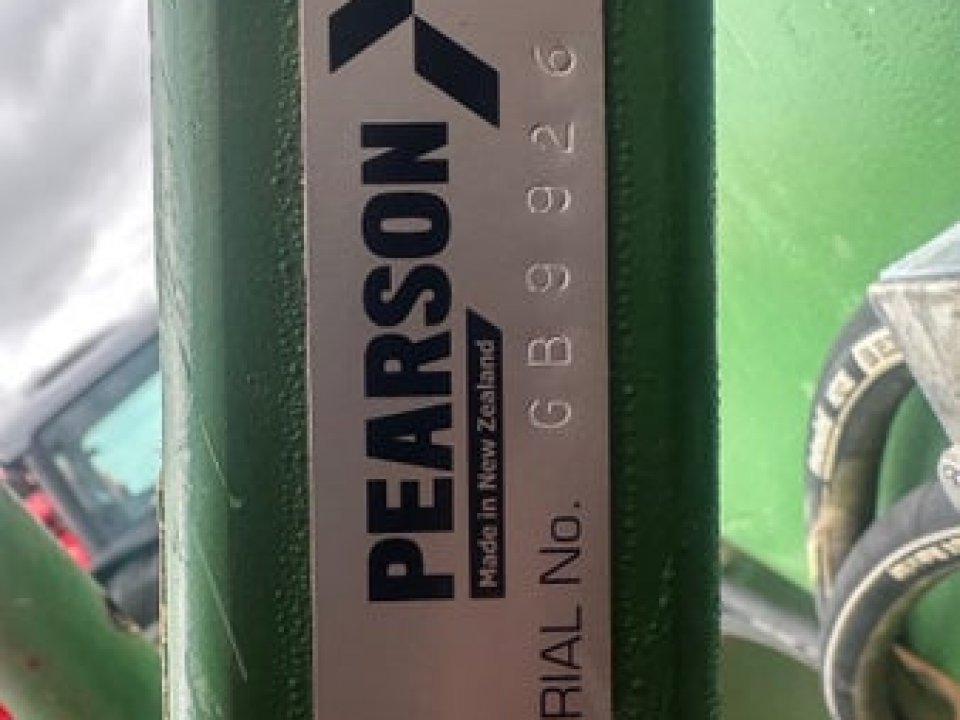 PEARSON
Made in New Zealand
RIAL No. GB9926